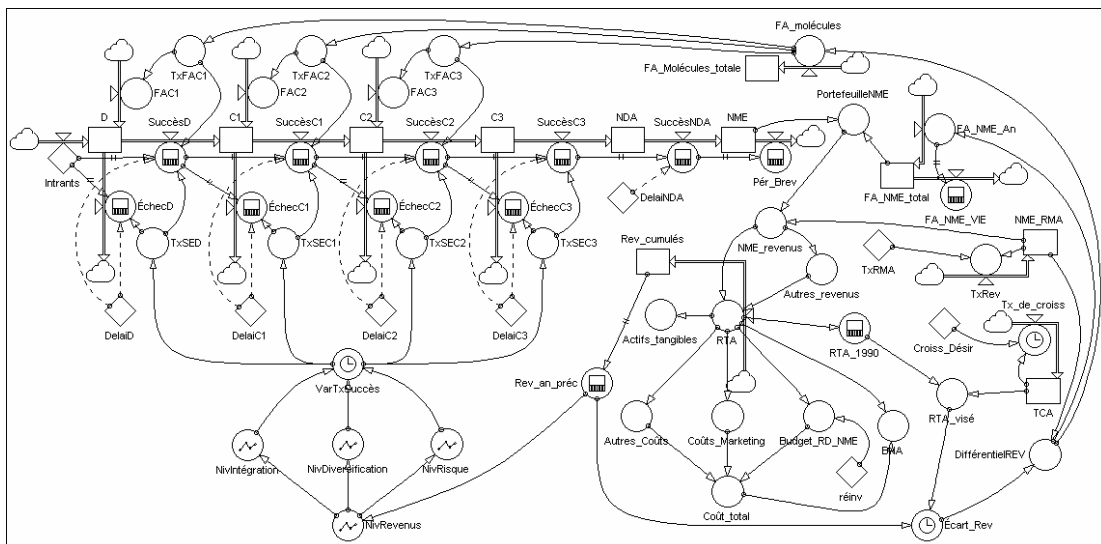 FA_molécules
TxFAC1
TxFAC2
TxFAC3
FA_Molécules_totale
FAC1
FAC2
FAC3
PortefeuilleNME
D
SuccèsD
C1
SuccèsC1
C2
SuccèsC2
C3
SuccèsC3
NDA
SuccèsNDA
NME
FA_NME_An
Intrants
Pér_Brev
FA_NME_total
ÉchecD
ÉchecC1
ÉchecC2
ÉchecC3
DelaiNDA
FA_NME_VIE
NME_RMA
TxSED
TxSEC1
TxSEC2
TxSEC3
Rev_cumulés
NME_revenus
TxRMA
TxRev
Autres_revenus
Tx_de_croiss
DelaiD
DelaiC1
DelaiC2
DelaiC3
Actifs_tangibles
RTA
RTA_1990
Croiss_Désir
VarTxSuccès
Rev_an_préc
RTA_visé
TCA
Autres_Coûts
Coûts_Marketing
Budget_RD_NME
BMA
DifférentielREV
NivIntégration
NivDiversification
NivRisque
réinv
NivRevenus
Coût_total
Écart_Rev